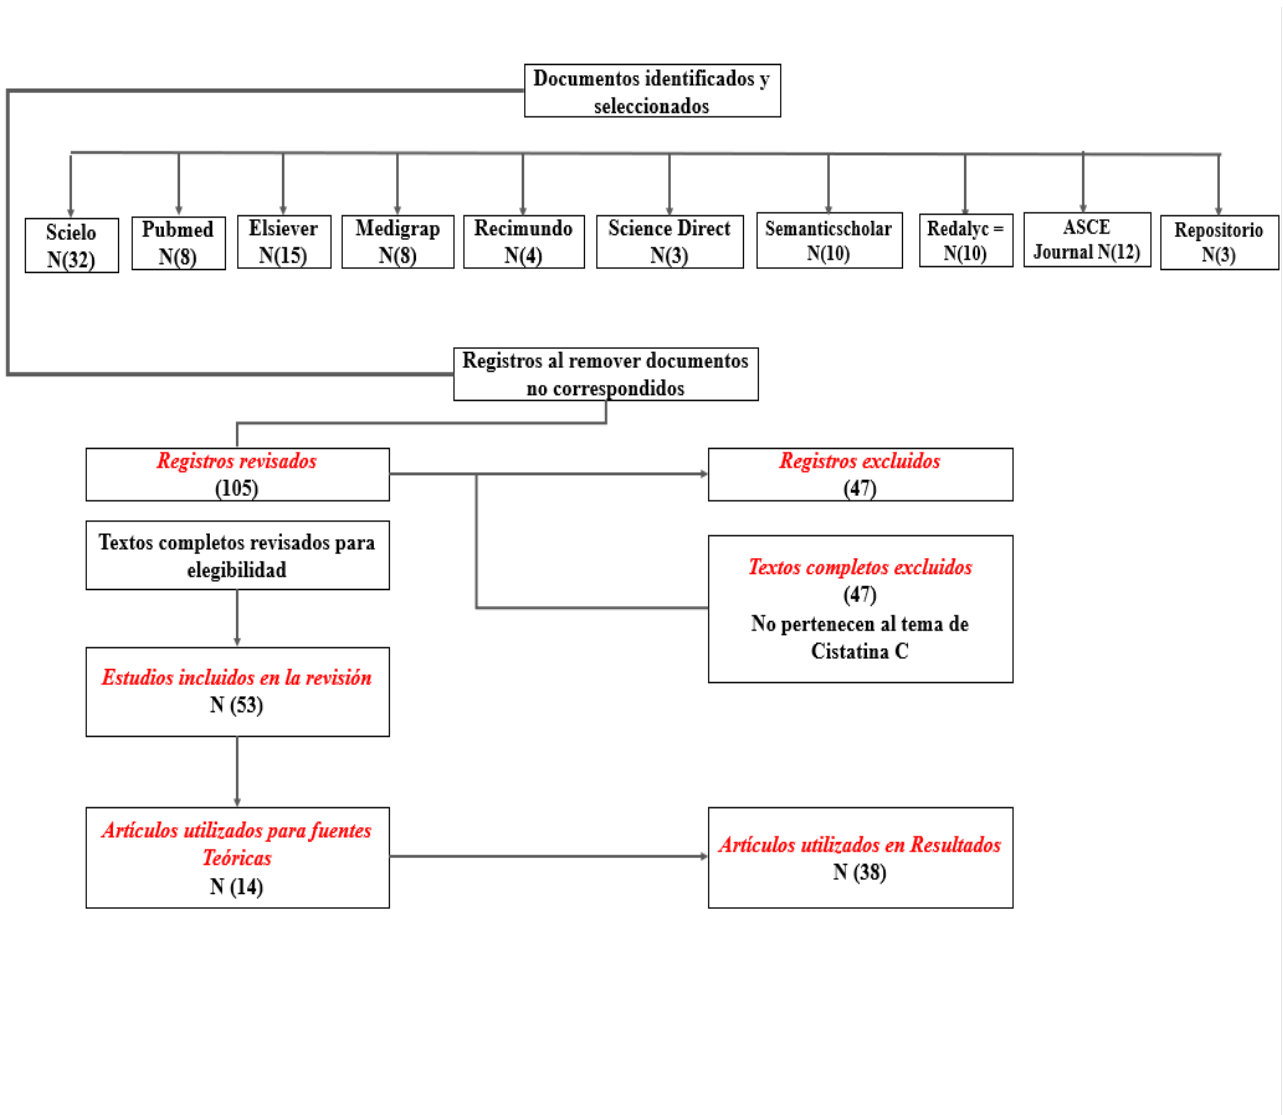 Documentos identificados y
seleccionados
Scielo
N(32)
Pubmed
N(8)
Elsiever
N(15)
Medigrap
N(8)
Recimundo
N(4)
Science Direct
N(3)
Semanticscholar
N(10)
Redalyc =
N(10)
ASCE
Journal N(12)
Repositorio
N(3)
Registros al remover documentos
no correspondidos
Registros revisados
(105)
Registros excluidos
(47)
Textos completos revisados para
elegibilidad
Textos completos excluidos
(47)
No pertenecen al tema de
Cistatina C
Estudios incluidos en la revisión
N (53)
Artículos utilizados para fuentes
Teóricas
N (14)
Artículos utilizados en Resultados
N (38)